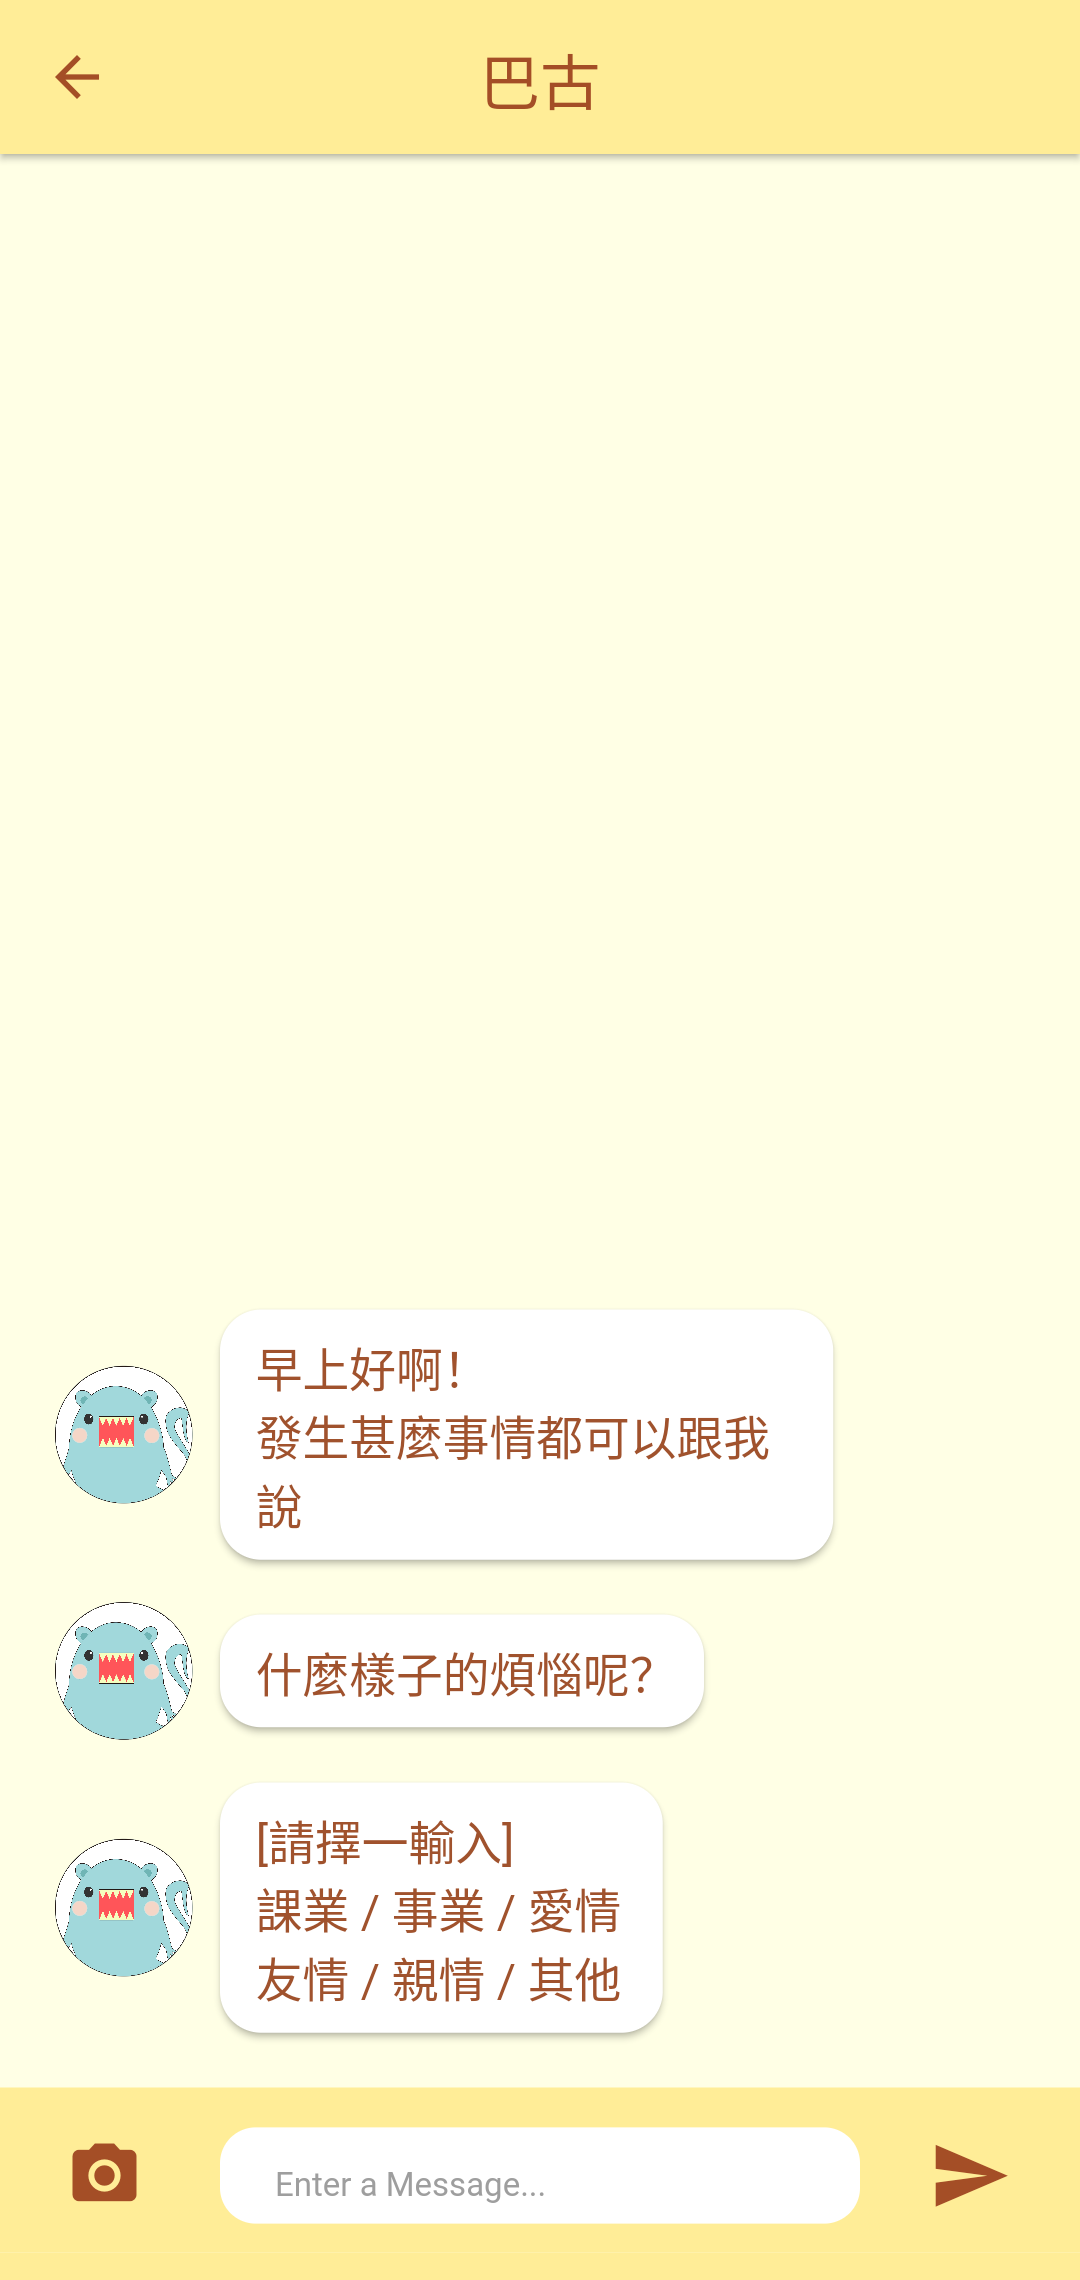 巴古
早上好啊！
發生甚麼事情都可以跟我
說
什麼樣子的煩惱呢？
[請擇一輸入]
課業 / 事業 / 愛情
友情 / 親情 / 其他
Enter a Message...